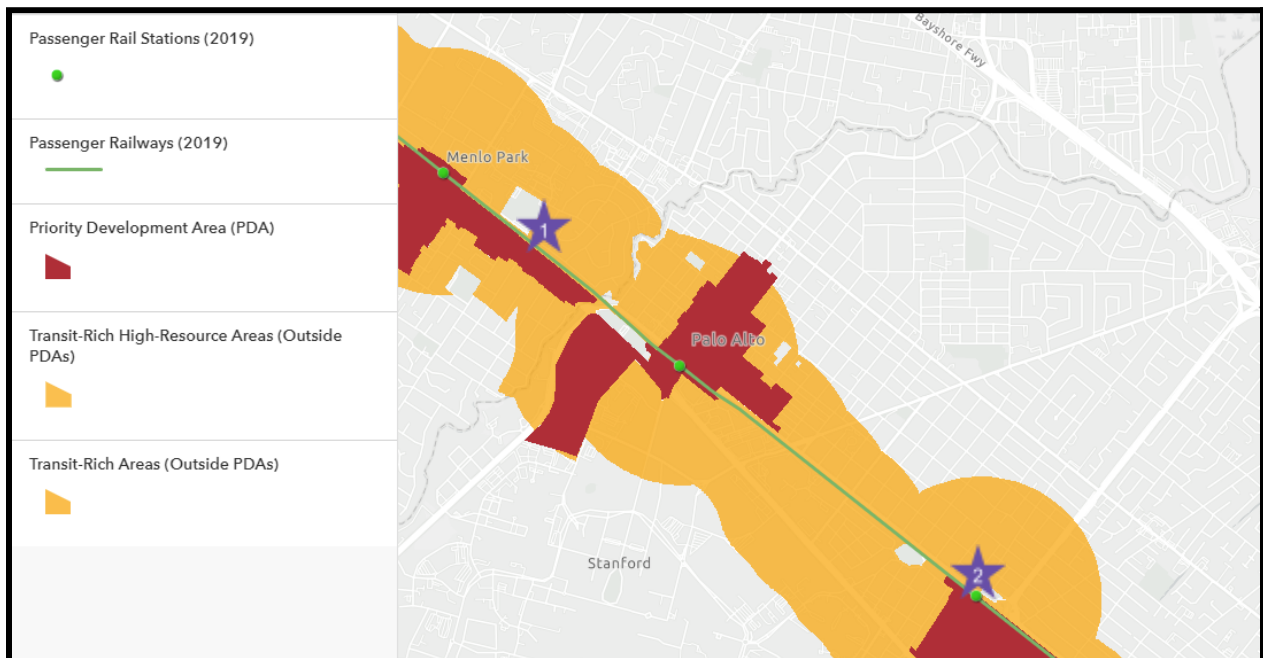 Passenger Rail Stations (2019)
Passenger Railways (2019)
Priority Development Area (PDA)
Transit-Rich High-Resource Areas (Outside
PDAs)
Transit-Rich Areas (Outside PDAs)
Bayshore Fwy
Menlo Park
1
Palo Alto
Stanford
2